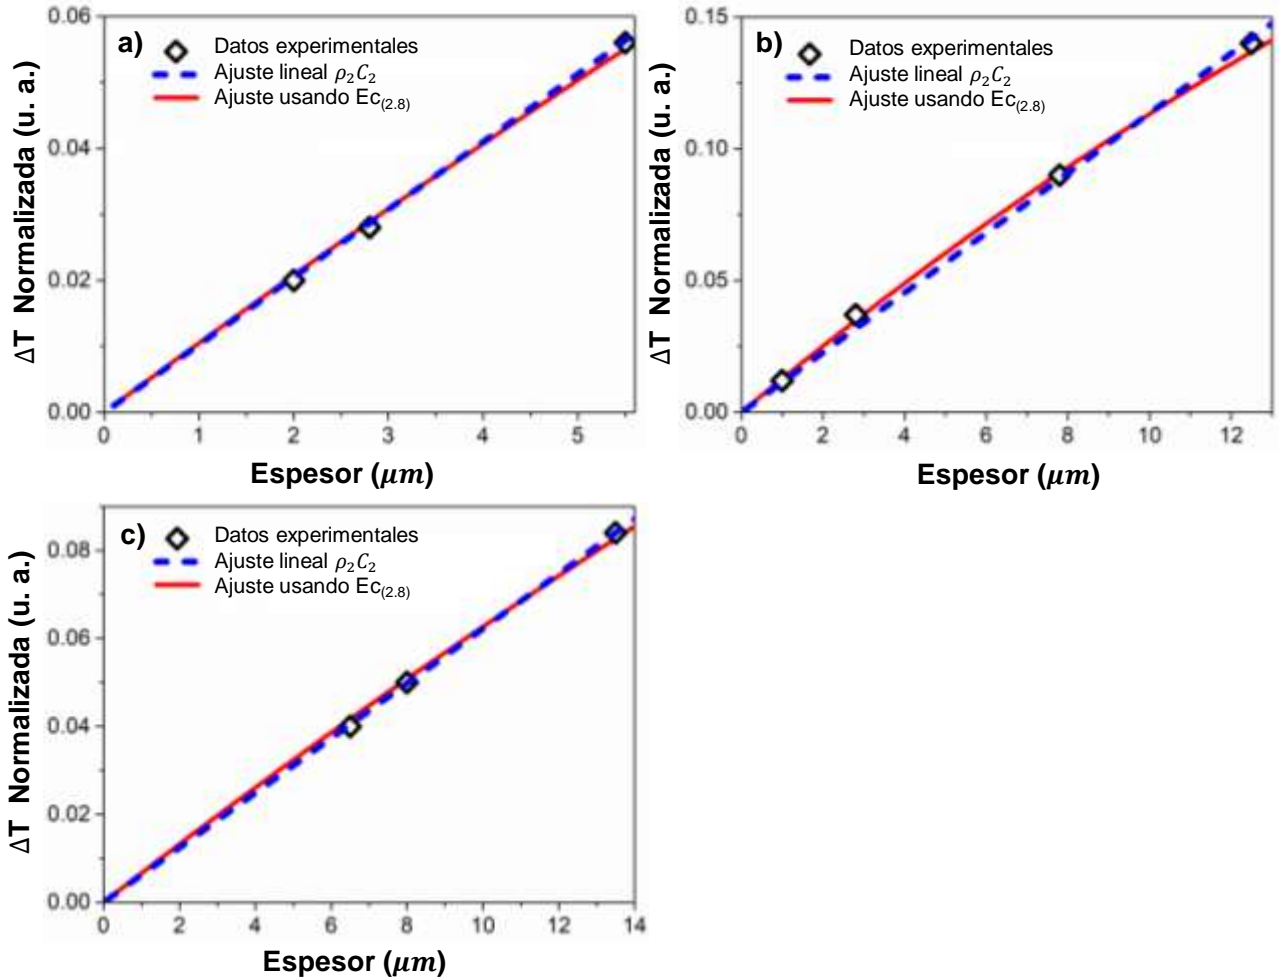 a)
Datos experimentales
Ajuste lineal ρ₂C₂
Ajuste usando Ec(2.8)
0.06
0.04
0.02
0.00
ΔT Normalizada (u. a.)
0 1 2 3 4 5
Espesor (μm)
b)
Datos experimentales
Ajuste lineal ρ₂C₂
Ajuste usando Ec(2.8)
0.15
0.10
0.05
0.00
ΔT Normalizada (u. a.)
0 2 4 6 8 10 12
Espesor (μm)
c)
Datos experimentales
Ajuste lineal ρ₂C₂
Ajuste usando Ec(2.8)
0.08
0.06
0.04
0.02
0.00
ΔT Normalizada (u. a.)
0 2 4 6 8 10 12 14
Espesor (μm)